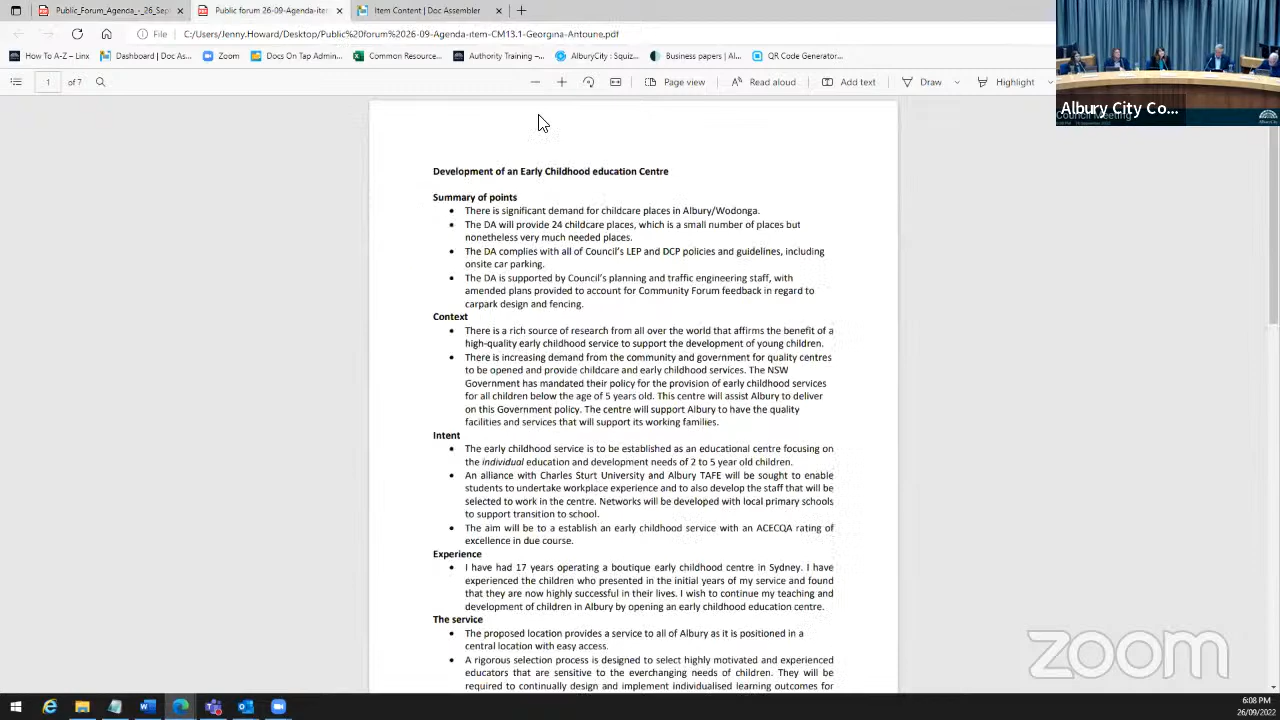 Public_Forum_Agenda_-_26_Sep
Public forum 26-09-Agenda-ite
Item Content | Doc Assembler
File
C:/Users/Jenny.Howard/Desktop/Public%20forum%2026-09-Agenda-item-CM13.1-Georgina-Antoune.pdf
How To A-Z - Linx
Dashboard | Doc As...
Zoom
Docs On Tap Admin
Common Resource...
Authority Training –...
AlburyCity : Squiz...
Business papers | Al...
QR Code Generator...
1 of 7
Page view
Read aloud
Add text
Draw
Highlight
Albury City Co...
Council Meeting
Development of an Early Childhood education Centre
Summary of points
• There is significant demand for childcare places in Albury/Wodonga.
• The DA will provide 24 childcare places, which is a small number of places but
nonetheless very much needed places.
• The DA complies with all of Council's LEP and DCP policies and guidelines, including
onsite car parking.
• The DA is supported by Council's planning and traffic engineering staff, with
amended plans provided to account for Community Forum feedback in regard to
carpark design and fencing.
Context
• There is a rich source of research from all over the world that affirms the benefit of a
high-quality early childhood service to support the development of young children.
• There is increasing demand from the community and government for quality centres
to be opened and provide childcare and early childhood services. The NSW
Government has mandated their policy for the provision of early childhood services
for all children below the age of 5 years old. This centre will assist Albury to deliver
on this Government policy. The centre will support Albury to have the quality
facilities and services that will support its working families.
Intent
• The early childhood service is to be established as an educational centre focusing on
the individual education and development needs of 2 to 5 year old children.
• An alliance with Charles Sturt University and Albury TAFE will be sought to enable
students to undertake workplace experience and to also develop the staff that will be
selected to work in the centre. Networks will be developed with local primary schools
to support transition to school.
• The aim will be to a establish an early childhood service with an ACECQA rating of
excellence in due course.
Experience
• I have had 17 years operating a boutique early childhood centre in Sydney. I have
experienced the children who presented in the initial years of my service and found
that they are now highly successful in their lives. I wish to continue my teaching and
development of children in Albury by opening an early childhood education centre.
The service
• The proposed location provides a service to all of Albury as it is positioned in a
central location with easy access.
• A rigorous selection process is designed to select highly motivated and experienced
educators that are sensitive to the everchanging needs of children. They will be
required to continually design and implement individualised learning outcomes for
zoom
6:08 PM
26/09/2022